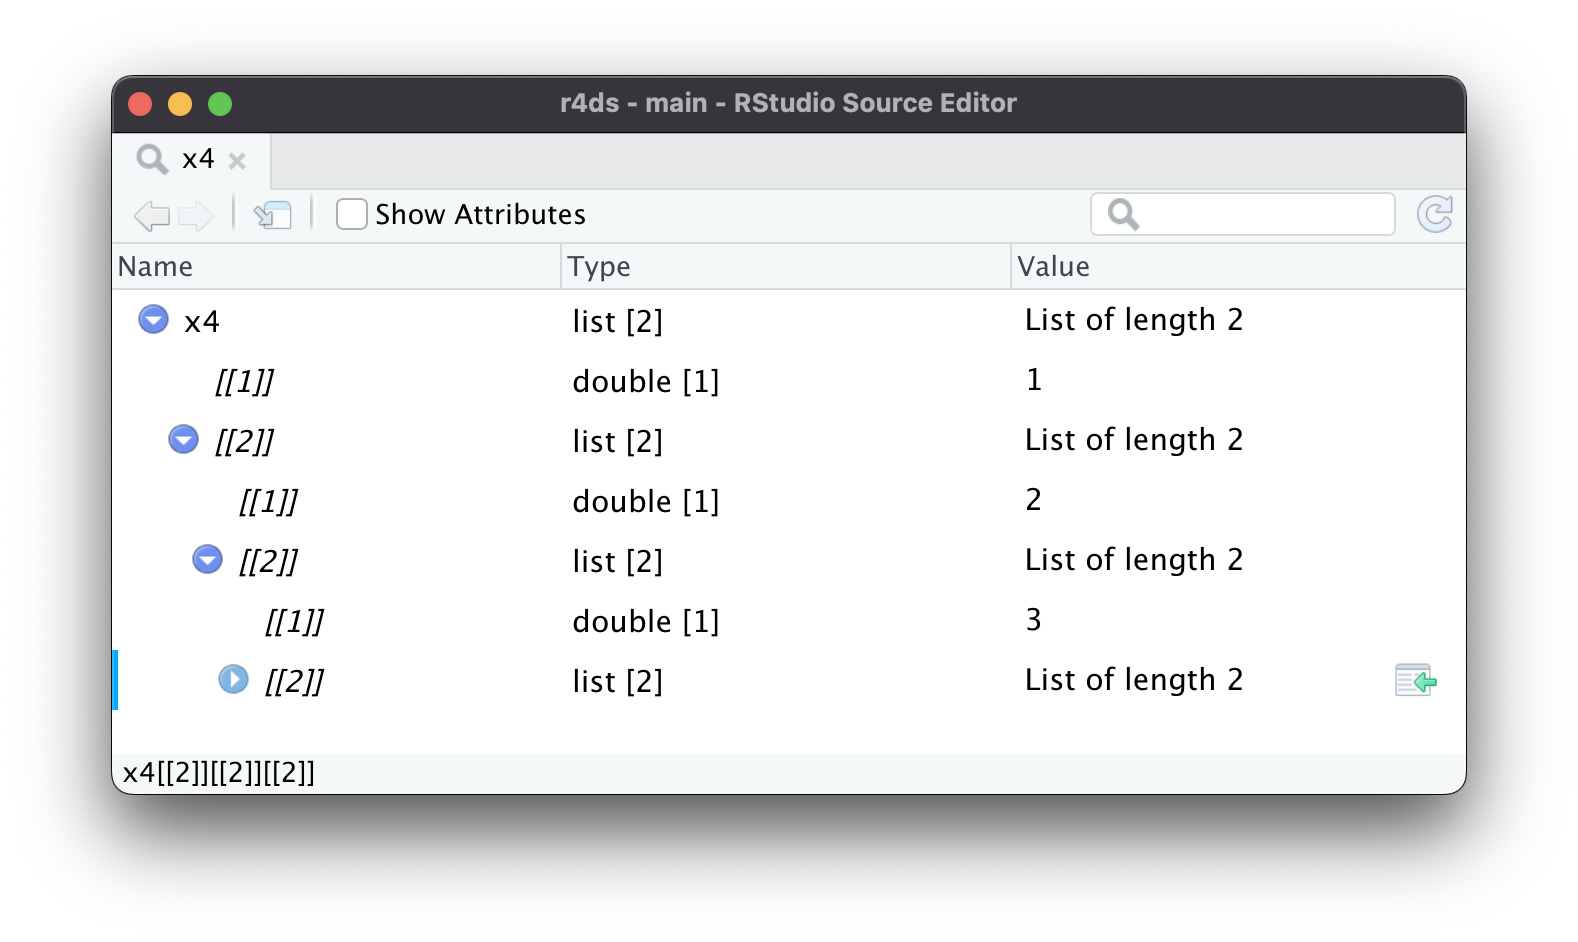 r4ds - main - RStudio Source Editor
x4
Show Attributes
Name Type Value
x4 list [2] List of length 2
[[1]] double [1] 1
[[2]] list [2] List of length 2
[[1]] double [1] 2
[[2]] list [2] List of length 2
[[1]] double [1] 3
[[2]] list [2] List of length 2
x4[[2]][[2]][[2]]